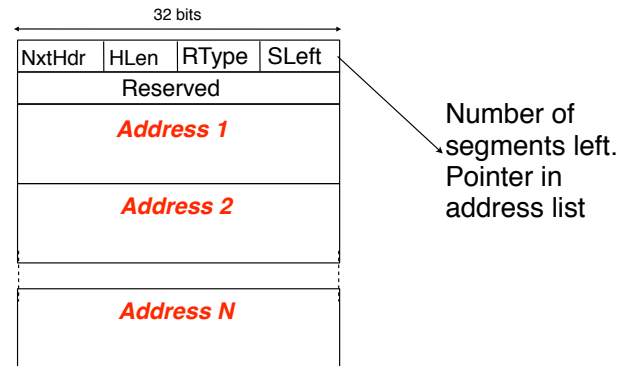 32 bits
NxtHdr HLen RType SLeft
Reserved
Address 1
Address 2
Address N
Number of
segments left.
Pointer in
address list